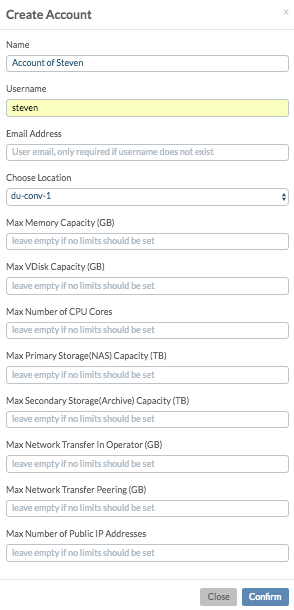 Create Account
x
Name
Account of Steven
Username
steven
Email Address
User email, only required if username does not exist
Choose Location
du-conv-1
Max Memory Capacity (GB)
leave empty if no limits should be set
Max VDisk Capacity (GB)
leave empty if no limits should be set
Max Number of CPU Cores
leave empty if no limits should be set
Max Primary Storage(NAS) Capacity (TB)
leave empty if no limits should be set
Max Secondary Storage(Archive) Capacity (TB)
leave empty if no limits should be set
Max Network Transfer In Operator (GB)
leave empty if no limits should be set
Max Network Transfer Peering (GB)
leave empty if no limits should be set
Max Number of Public IP Addresses
leave empty if no limits should be set
Close Confirm